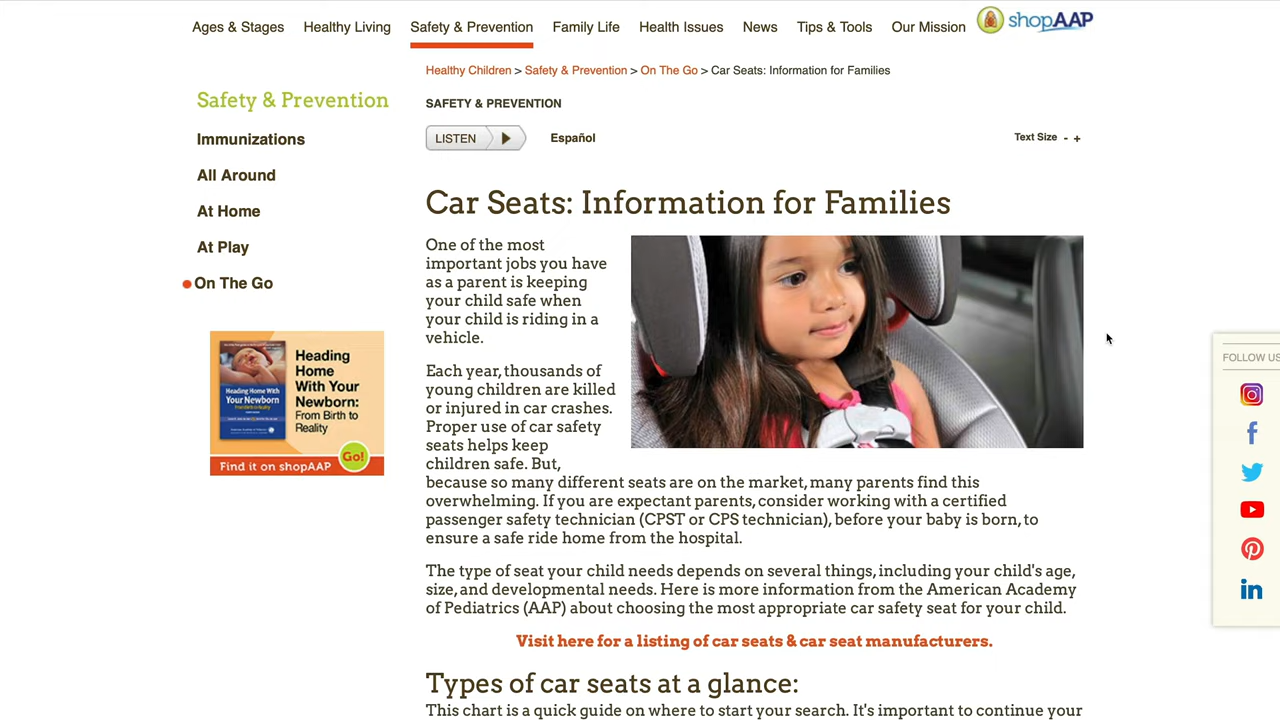 Ages & Stages Healthy Living Safety & Prevention Family Life Health Issues News Tips & Tools Our Mission shopAAP
Healthy Children > Safety & Prevention > On The Go > Car Seats: Information for Families
Safety & Prevention
Immunizations
All Around
At Home
At Play
On The Go
Heading Home With Your Newborn
Heading
Home
With Your
Newborn:
From Birth to
Reality
Go!
Find it on shopAAP
SAFETY & PREVENTION
LISTEN Español Text Size - +
Car Seats: Information for Families
One of the most
important jobs you have
as a parent is keeping
your child safe when
your child is riding in a
vehicle.
Each year, thousands of
young children are killed
or injured in car crashes.
Proper use of car safety
seats helps keep
children safe. But,
because so many different seats are on the market, many parents find this
overwhelming. If you are expectant parents, consider working with a certified
passenger safety technician (CPST or CPS technician), before your baby is born, to
ensure a safe ride home from the hospital.
The type of seat your child needs depends on several things, including your child's age,
size, and developmental needs. Here is more information from the American Academy
of Pediatrics (AAP) about choosing the most appropriate car safety seat for your child.
Visit here for a listing of car seats & car seat manufacturers.
Types of car seats at a glance:
This chart is a quick guide on where to start your search. It's important to continue your
FOLLOW US